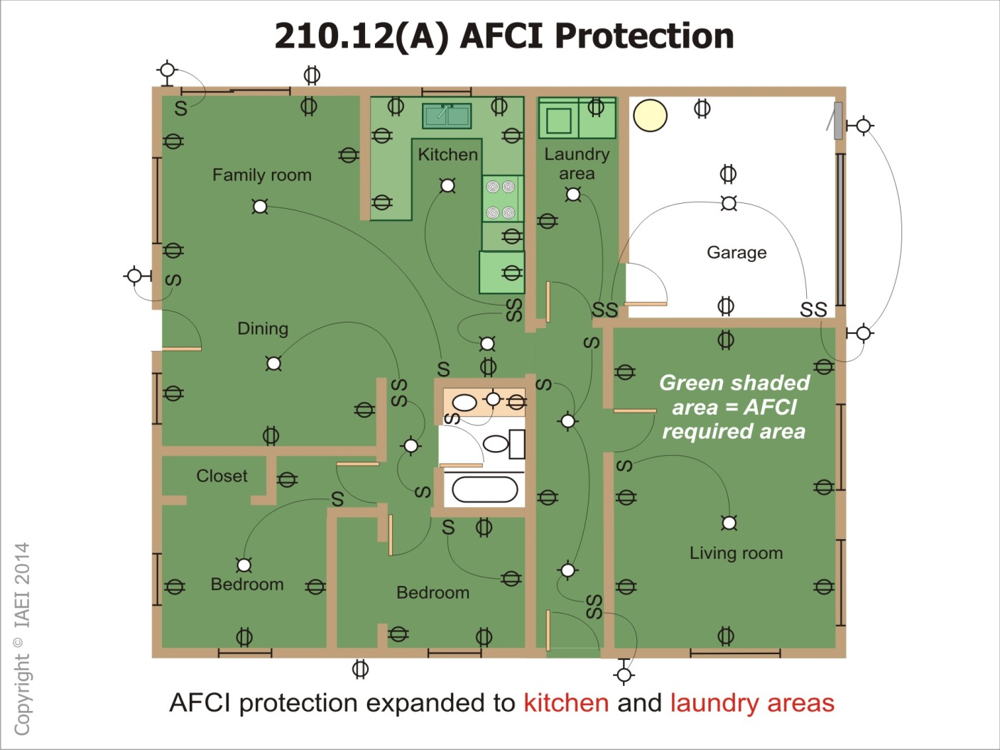 210.12(A) AFCI Protection
S
Family room
Kitchen
Laundry
area
Garage
S
SS
SS
SS
Dining
S
S
SS
S
S
Green shaded
area = AFCI
required area
S
Closet
S
S
S
S
Living room
Bedroom
Bedroom
SS
AFCI protection expanded to kitchen and laundry areas
Copyright © IAEI 2014